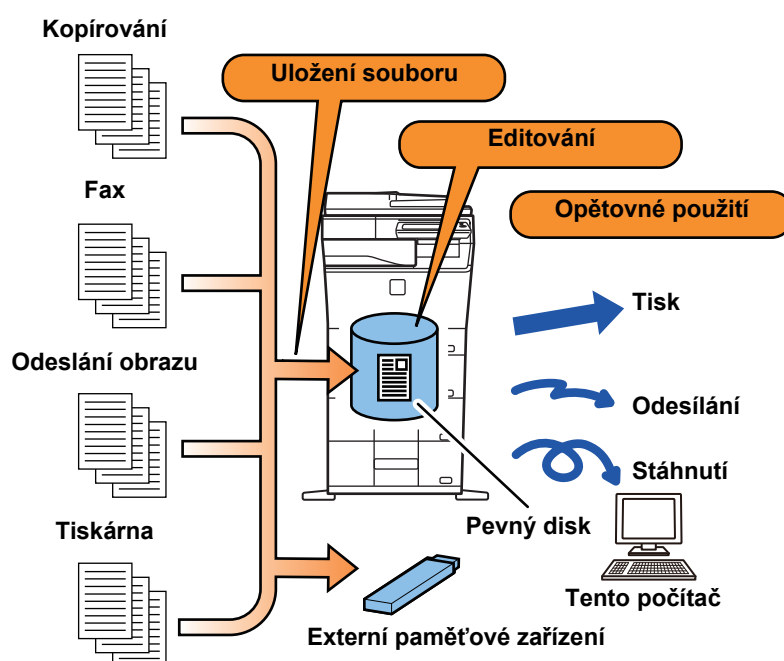 Kopírování
Uložení souboru
Editování
Fax
Opětovné použití
Tisk
Odeslání obrazu
Odesílání
Stáhnutí
Tiskárna
Pevný disk
Tento počítač
Externí paměťové zařízení